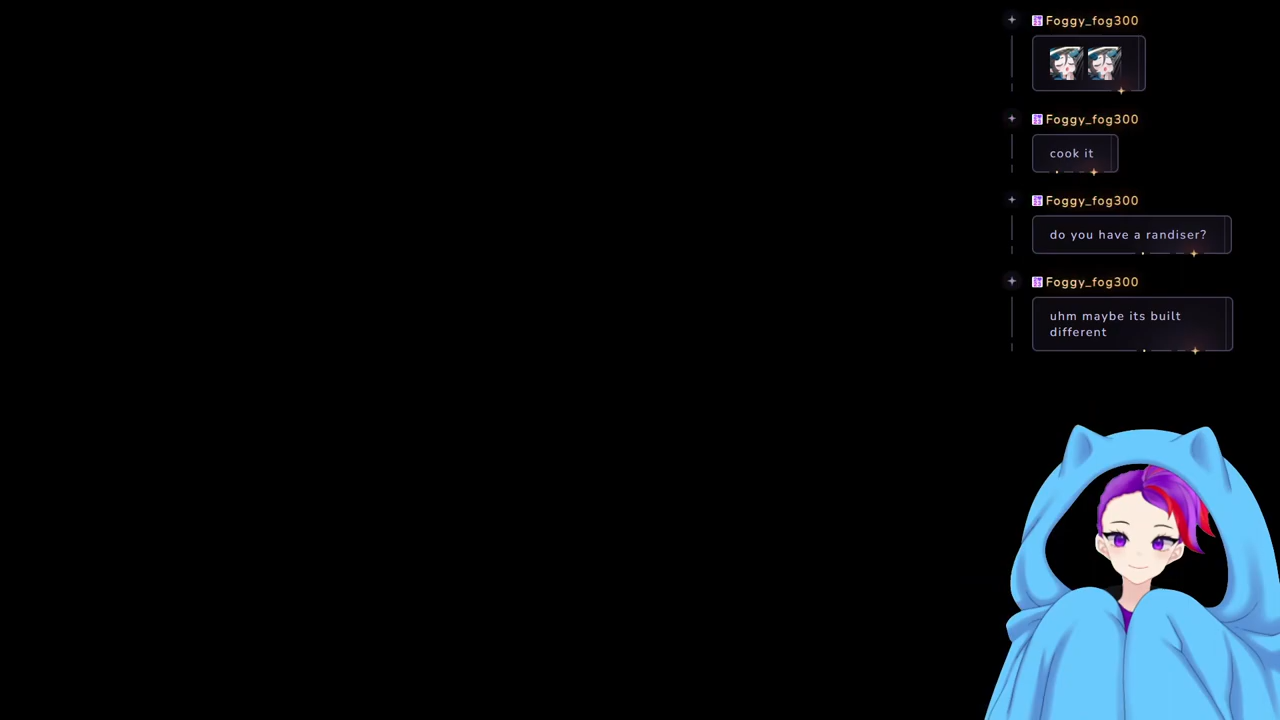 Foggy_fog300
Foggy_fog300
cook it
Foggy_fog300
do you have a randiser?
Foggy_fog300
uhm maybe its built
different